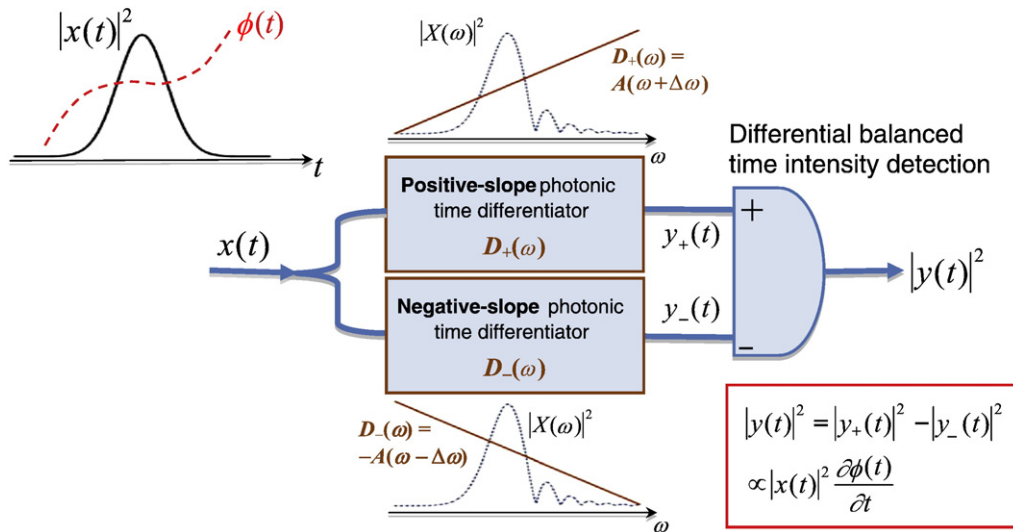 |x(t)|² ϕ(t)
t
|X(ω)|²
D₊(ω) =
A(ω+Δω)
ω
Differential balanced
time intensity detection
Positive-slope photonic
time differentiator
D₊(ω)
x(t)
+
y₊(t)
|y(t)|²
Negative-slope photonic
time differentiator
D₋(ω)
y₋(t)
−
D₋(ω) =
−A(ω − Δω)
|X(ω)|²
ω
|y(t)|² = |y₊(t)|² − |y₋(t)|²
∝ |x(t)|² ∂ϕ(t)/∂t